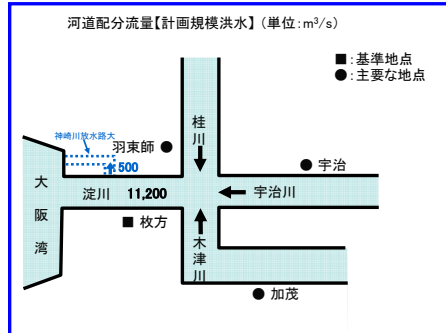 河道配分流量【計画規模洪水】(単位:m³/s)
■:基準地点
●:主要な地点
神崎川放水路大
羽束師 ●
桂川
500
● 宇治
大阪湾
淀川 11,200
宇治川
■ 枚方
木津川
● 加茂